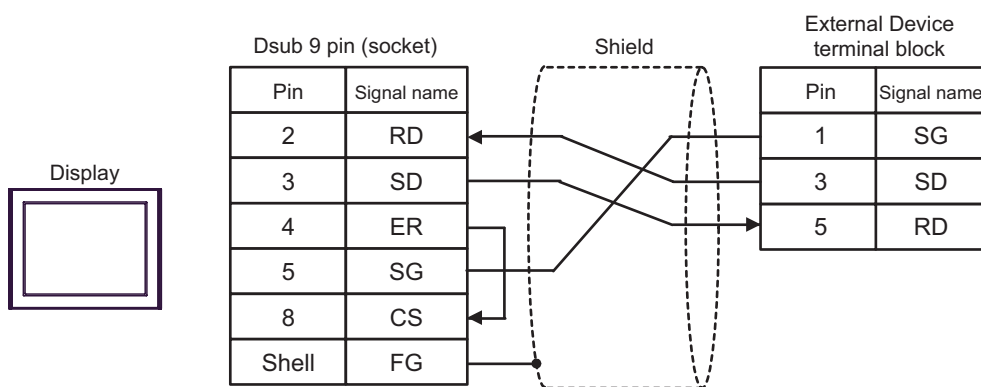 External Device
Dsub 9 pin (socket) Shield terminal block
Pin Signal name Pin Signal name
2 RD 1 SG
Display 3 SD 3 SD
4 ER 5 RD
5 SG
8 CS
Shell FG